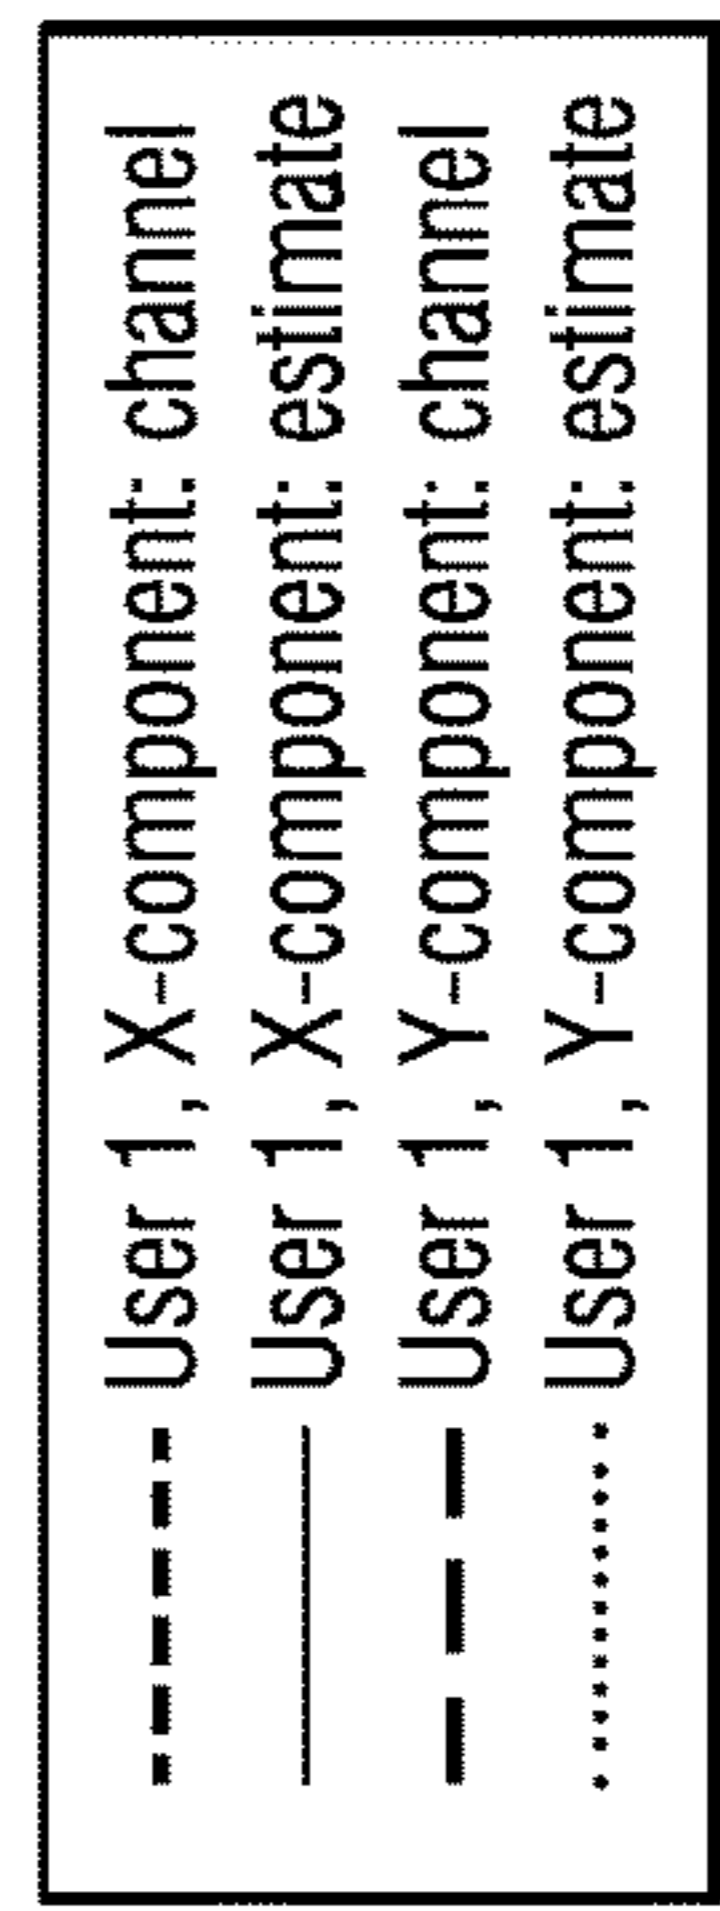 User 1, X-component: channel
User 1, X-component: estimate
User 1, Y-component: channel
User 1, Y-component: estimate